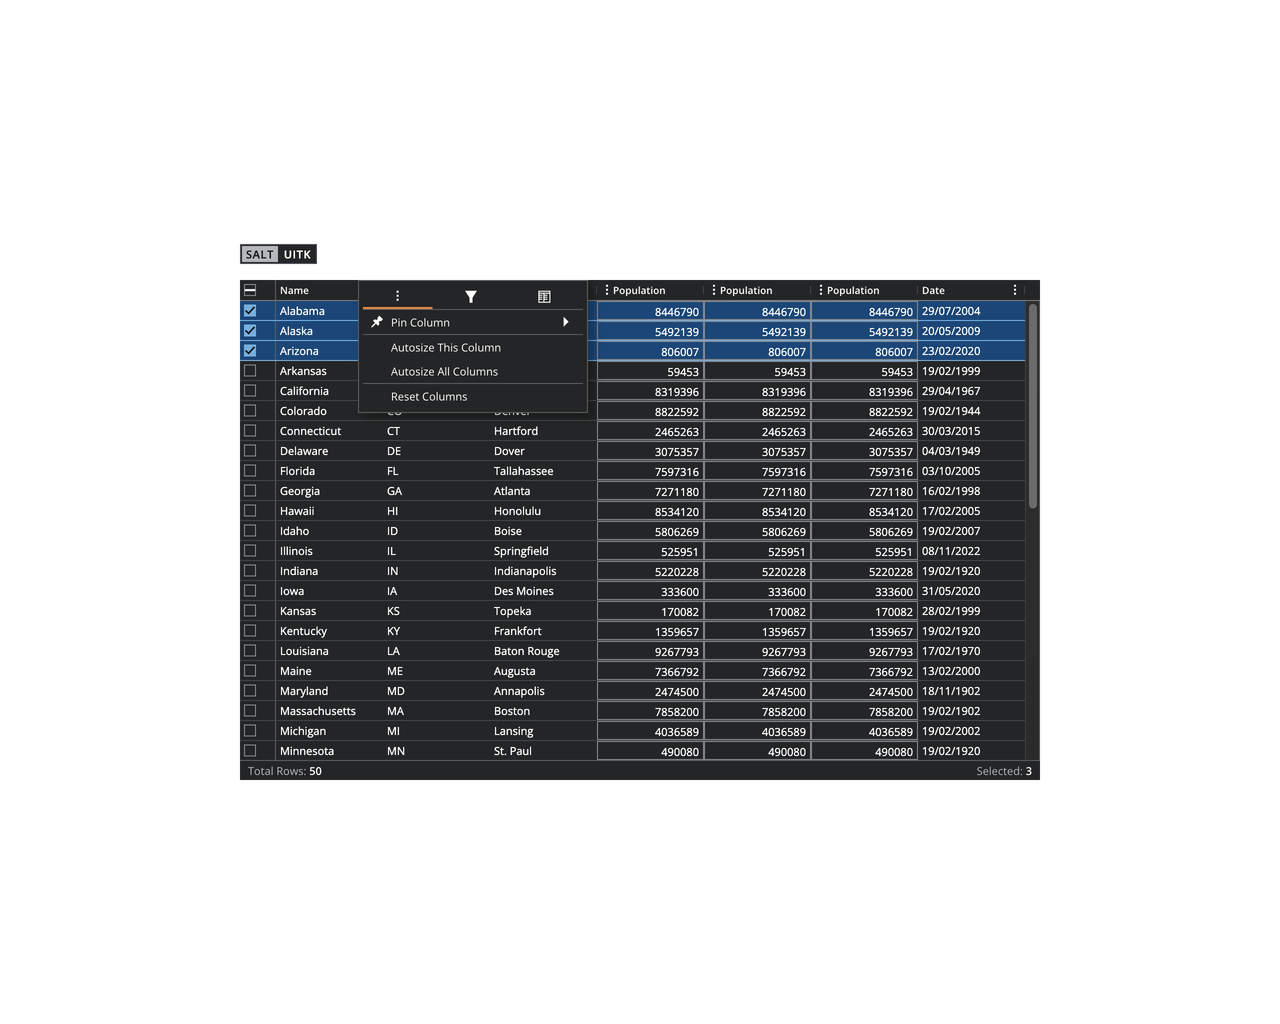 SALT UITK
Name Population Population Population Date
Alabama 8446790 8446790 8446790 29/07/2004
Pin Column
Alaska 5492139 5492139 5492139 20/05/2009
Autosize This Column
Arizona 806007 806007 806007 23/02/2020
Autosize All Columns
Arkansas 59453 59453 59453 19/02/1999
California 8319396 8319396 8319396 29/04/1967
Reset Columns
Colorado CO Denver 8822592 8822592 8822592 19/02/1944
Connecticut CT Hartford 2465263 2465263 2465263 30/03/2015
Delaware DE Dover 3075357 3075357 3075357 04/03/1949
Florida FL Tallahassee 7597316 7597316 7597316 03/10/2005
Georgia GA Atlanta 7271180 7271180 7271180 16/02/1998
Hawaii HI Honolulu 8534120 8534120 8534120 17/02/2005
Idaho ID Boise 5806269 5806269 5806269 19/02/2007
Illinois IL Springfield 525951 525951 525951 08/11/2022
Indiana IN Indianapolis 5220228 5220228 5220228 19/02/1920
Iowa IA Des Moines 333600 333600 333600 31/05/2020
Kansas KS Topeka 170082 170082 170082 28/02/1999
Kentucky KY Frankfort 1359657 1359657 1359657 19/02/1920
Louisiana LA Baton Rouge 9267793 9267793 9267793 17/02/1970
Maine ME Augusta 7366792 7366792 7366792 13/02/2000
Maryland MD Annapolis 2474500 2474500 2474500 18/11/1902
Massachusetts MA Boston 7858200 7858200 7858200 19/02/1902
Michigan MI Lansing 4036589 4036589 4036589 19/02/2002
Minnesota MN St. Paul 490080 490080 490080 19/02/1920
Total Rows: 50 Selected: 3